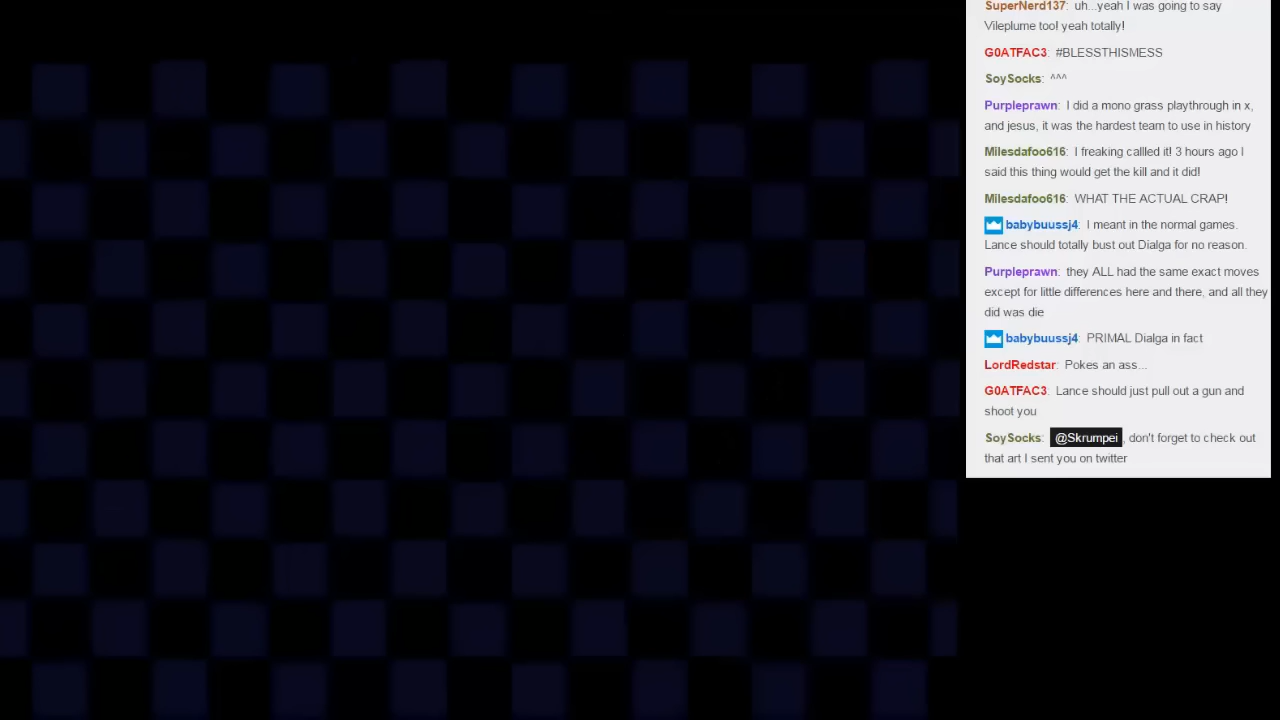 SuperNerd137: uh...yeah I was going to say
Vileplume too! yeah totally!
G0ATFAC3: #BLESSTHISMESS
SoySocks: ^^^
Purpleprawn: I did a mono grass playthrough in x,
and jesus, it was the hardest team to use in history
Milesdafoo616: I freaking callled it! 3 hours ago I
said this thing would get the kill and it did!
Milesdafoo616: WHAT THE ACTUAL CRAP!
babybuussj4: I meant in the normal games.
Lance should totally bust out Dialga for no reason.
Purpleprawn: they ALL had the same exact moves
except for little differences here and there, and all they
did was die
babybuussj4: PRIMAL Dialga in fact
LordRedstar: Pokes an ass...
G0ATFAC3: Lance should just pull out a gun and
shoot you
SoySocks: @Skrumpei, don't forget to check out
that art I sent you on twitter